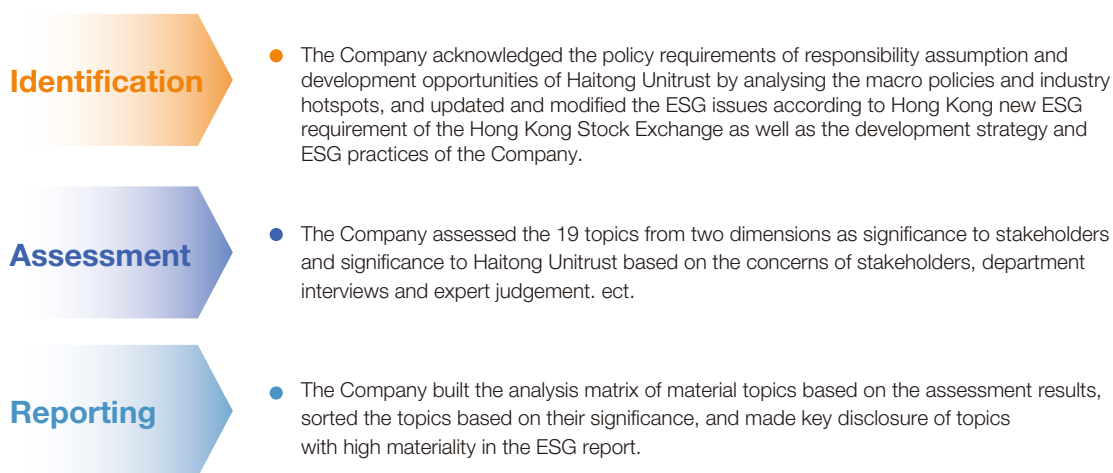 Identification
The Company acknowledged the policy requirements of responsibility assumption and
development opportunities of Haitong Unitrust by analysing the macro policies and industry
hotspots, and updated and modified the ESG issues according to Hong Kong new ESG
requirement of the Hong Kong Stock Exchange as well as the development strategy and
ESG practices of the Company.
Assessment
The Company assessed the 19 topics from two dimensions as significance to stakeholders
and significance to Haitong Unitrust based on the concerns of stakeholders, department
interviews and expert judgement. ect.
Reporting
The Company built the analysis matrix of material topics based on the assessment results,
sorted the topics based on their significance, and made key disclosure of topics
with high materiality in the ESG report.